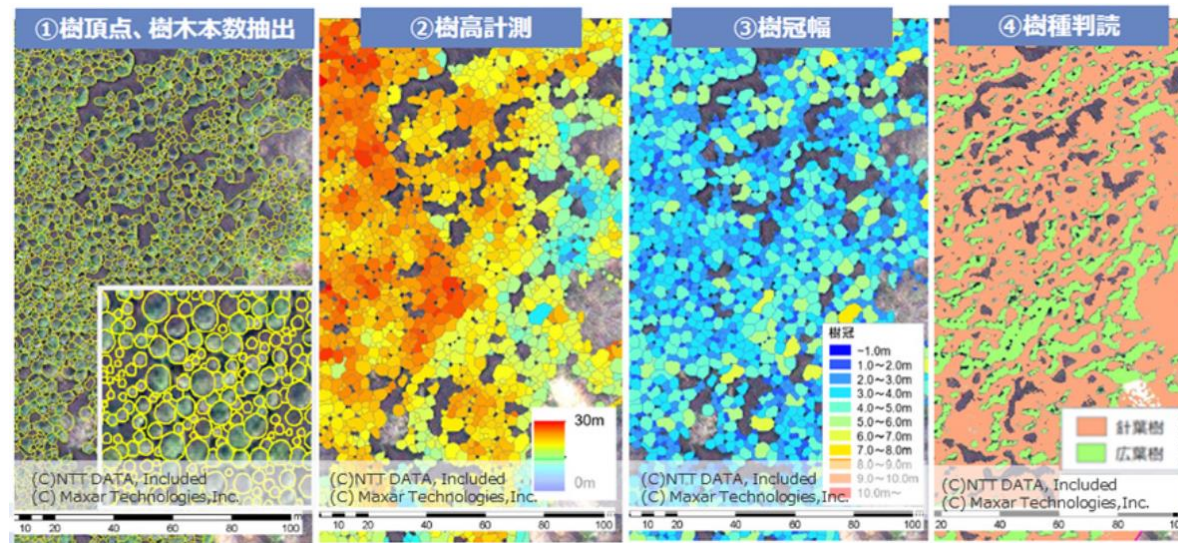 ①樹頂点、樹木本数抽出
(C)NTT DATA, Included
(C) Maxar Technologies,Inc.
10 20 40 60 80 100
②樹高計測
30m
0m
(C)NTT DATA, Included
(C) Maxar Technologies,Inc.
10 20 40 60 80 100
③樹冠幅
樹冠
~1.0m
1.0~2.0m
2.0~3.0m
3.0~4.0m
4.0~5.0m
5.0~6.0m
6.0~7.0m
7.0~8.0m
8.0~9.0m
9.0~10.0m
10.0m~
(C)NTT DATA, Included
(C) Maxar Technologies,Inc.
10 20 40 60 80 100
④樹種判読
針葉樹
広葉樹
(C)NTT DATA, Included
(C) Maxar Technologies,Inc.
20 40 60 80 100